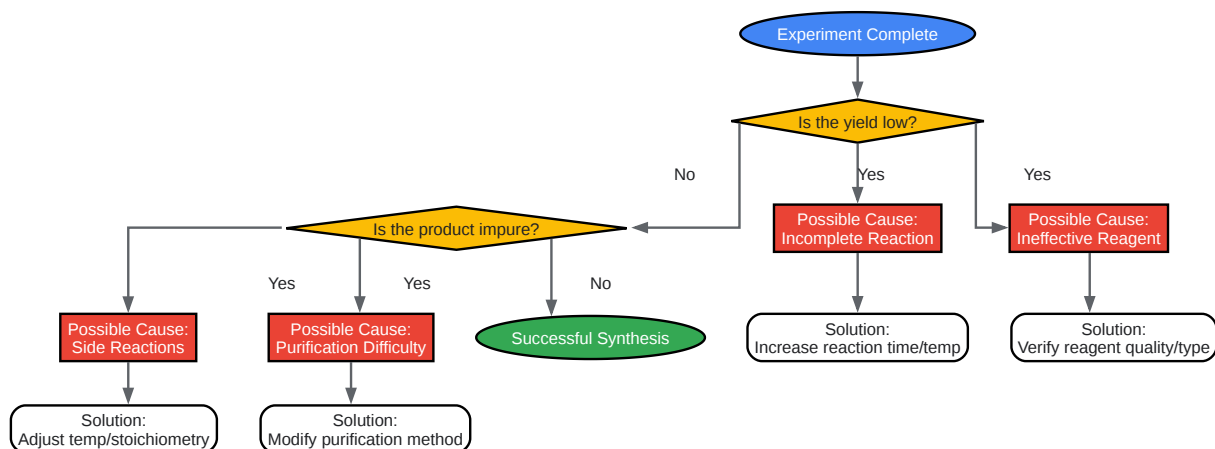 Experiment Complete
Is the yield low?
No
Yes
Yes
Possible Cause:
Incomplete Reaction
Possible Cause:
Ineffective Reagent
Is the product impure?
Yes
Yes
No
Solution:
Increase reaction time/temp
Solution:
Verify reagent quality/type
Possible Cause:
Side Reactions
Possible Cause:
Purification Difficulty
Successful Synthesis
Solution:
Adjust temp/stoichiometry
Solution:
Modify purification method